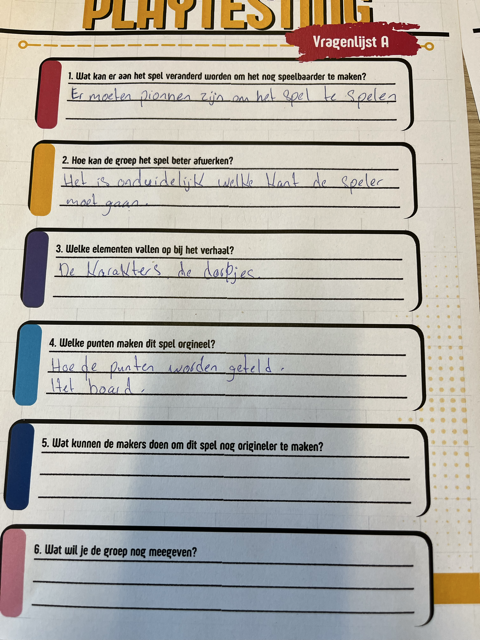 PLAYTESTING
Vragenlijst A
1. Wat kan er aan het spel veranderd worden om het nog speelbaarder te maken?
Er moeten pionnen zijn om het spel te spelen
2. Hoe kan de groep het spel beter afwerken?
Het is onduidelijk welke kant de speler
moet gaan.
3. Welke elementen vallen op bij het verhaal?
De karakters, de dorpjes.
4. Welke punten maken dit spel orgineel?
Hoe de punten worden geteld.
Het board.
5. Wat kunnen de makers doen om dit spel nog origineler te maken?
6. Wat wil je de groep nog meegeven?